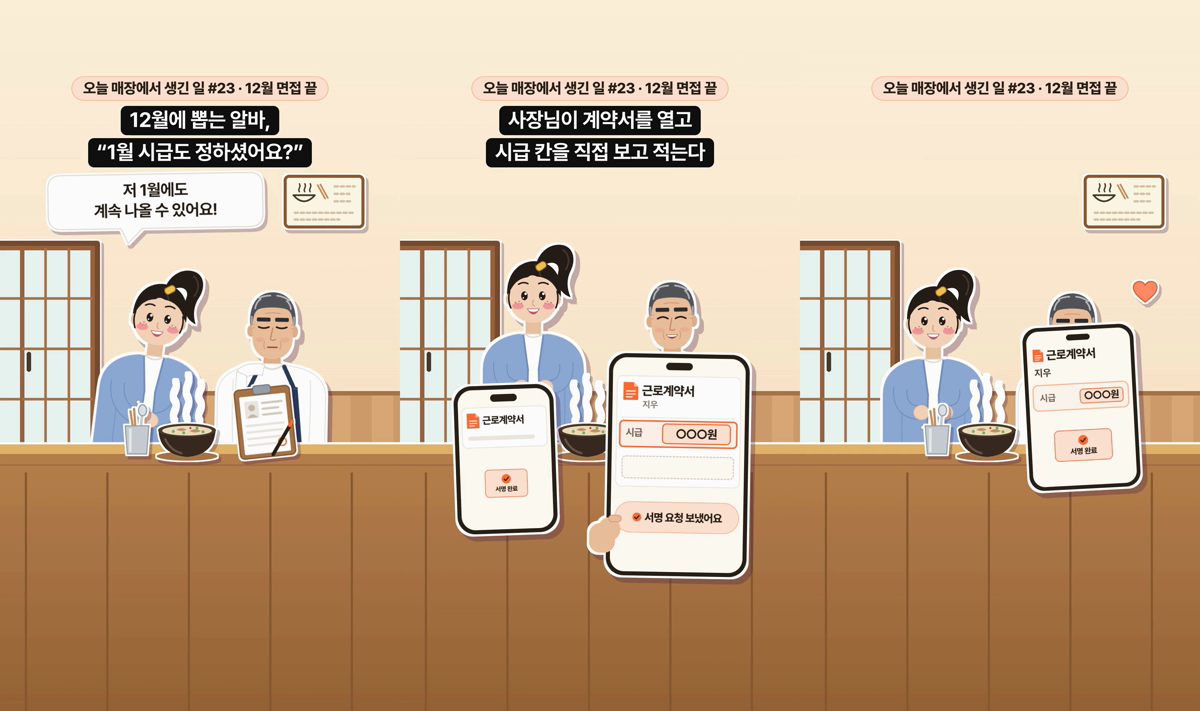 오늘 매장에서 생긴 일 #23 · 12월 면접 끝
12월에 뽑는 알바,
“1월 시급도 정하셨어요?”
저 1월에도
계속 나올 수 있어요!
오늘 매장에서 생긴 일 #23 · 12월 면접 끝
사장님이 계약서를 열고
시급 칸을 직접 보고 적는다
근로계약서
서명 완료
근로계약서
지우
시급
○○○원
서명 요청 보냈어요
오늘 매장에서 생긴 일 #23 · 12월 면접 끝
근로계약서
지우
시급
○○○원
서명 완료